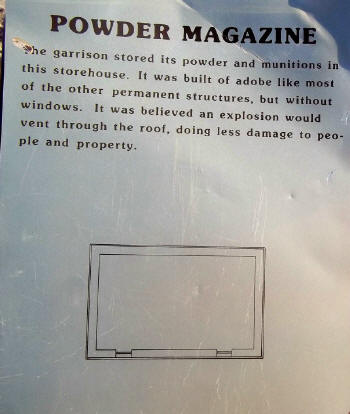 POWDER MAGAZINE
The garrison stored its powder and munitions in
this storehouse. It was built of adobe like most
of the other permanent structures, but without
windows. It was believed an explosion would
vent through the roof, doing less damage to peo-
ple and property.